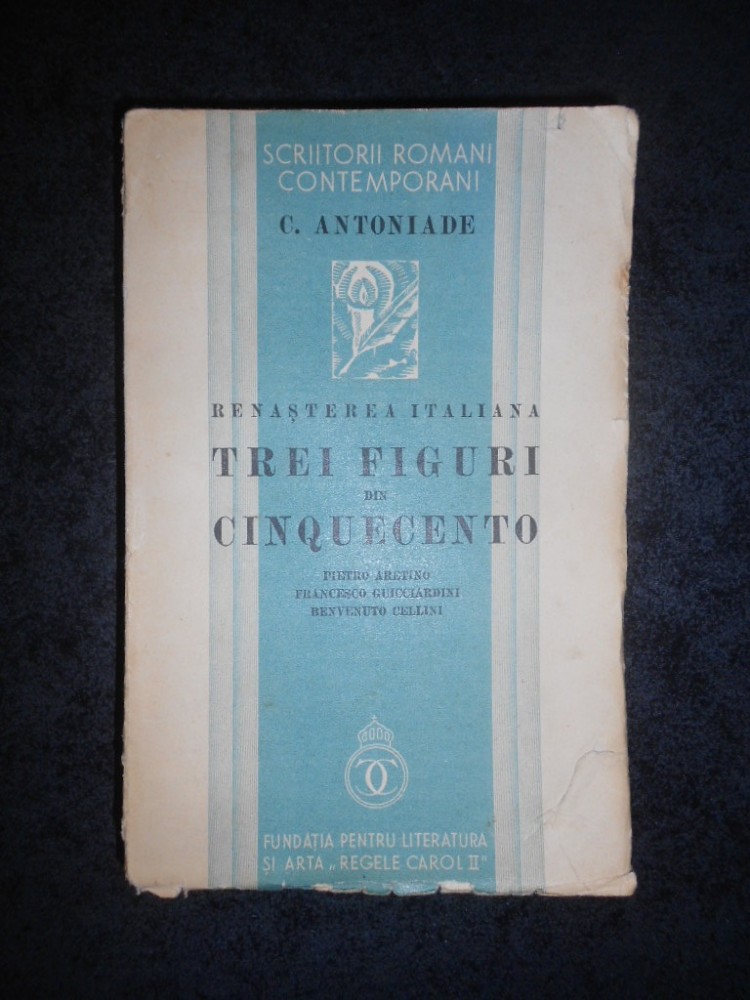 SCRIITORII ROMANI
CONTEMPORANI
C. ANTONIADE
RENAȘTEREA ITALIANA
TREI FIGURI
DIN
CINQUECENTO
PIETRO ARETINO
FRANCESCO GUICCIARDINI
BENVENUTO CELLINI
FUNDAȚIA PENTRU LITERATURA
ȘI ARTA „REGELE CAROL II"